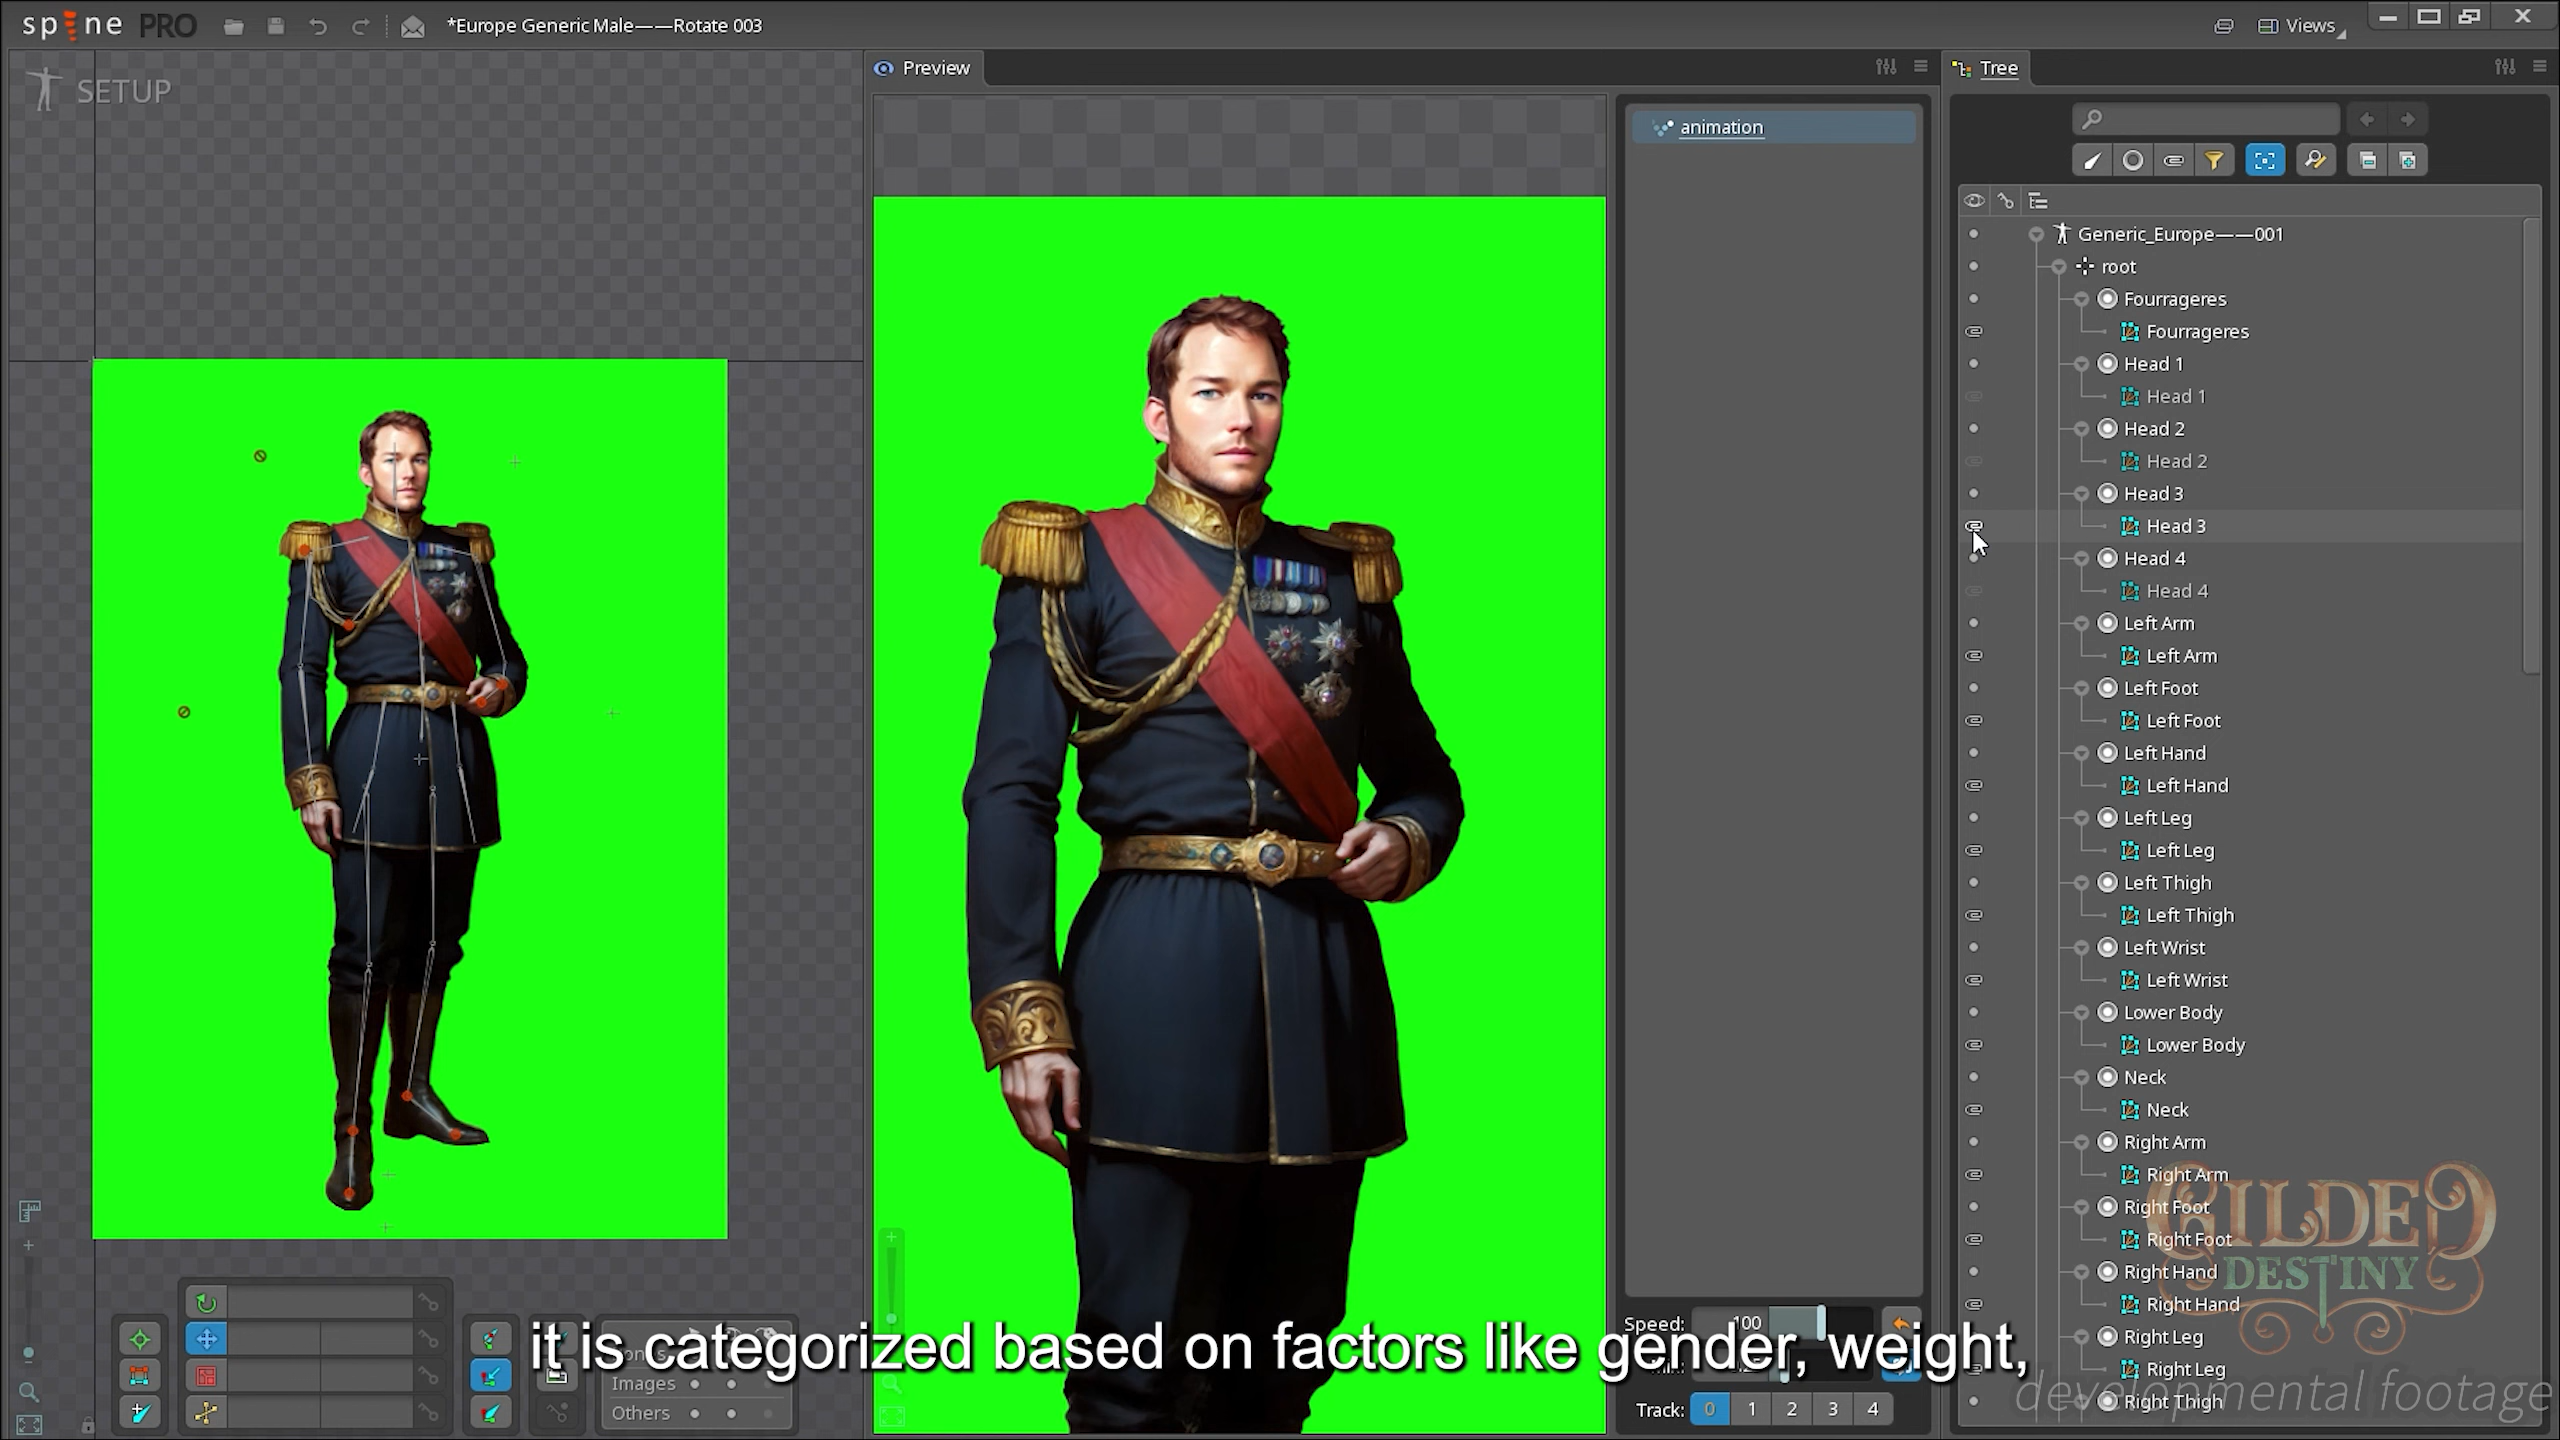 spine PRO
*Europe Generic Male——Rotate 003
Views
SETUP
Preview
animation
Tree
Generic_Europe——001
root
Fourrageres
Fourrageres
Head 1
Head 1
Head 2
Head 2
Head 3
Head 3
Head 4
Head 4
Left Arm
Left Arm
Left Foot
Left Foot
Left Hand
Left Hand
Left Leg
Left Leg
Left Thigh
Left Thigh
Left Wrist
Left Wrist
Lower Body
Lower Body
Neck
Neck
Right Arm
Right Arm
Right Foot
Right Foot
Right Hand
Right Hand
Right Leg
Right Leg
Right Thigh
GILDED
DESTINY
developmental footage
Speed: 100
it is categorized based on factors like gender, weight,
Images
Others
Track: 0 1 2 3 4